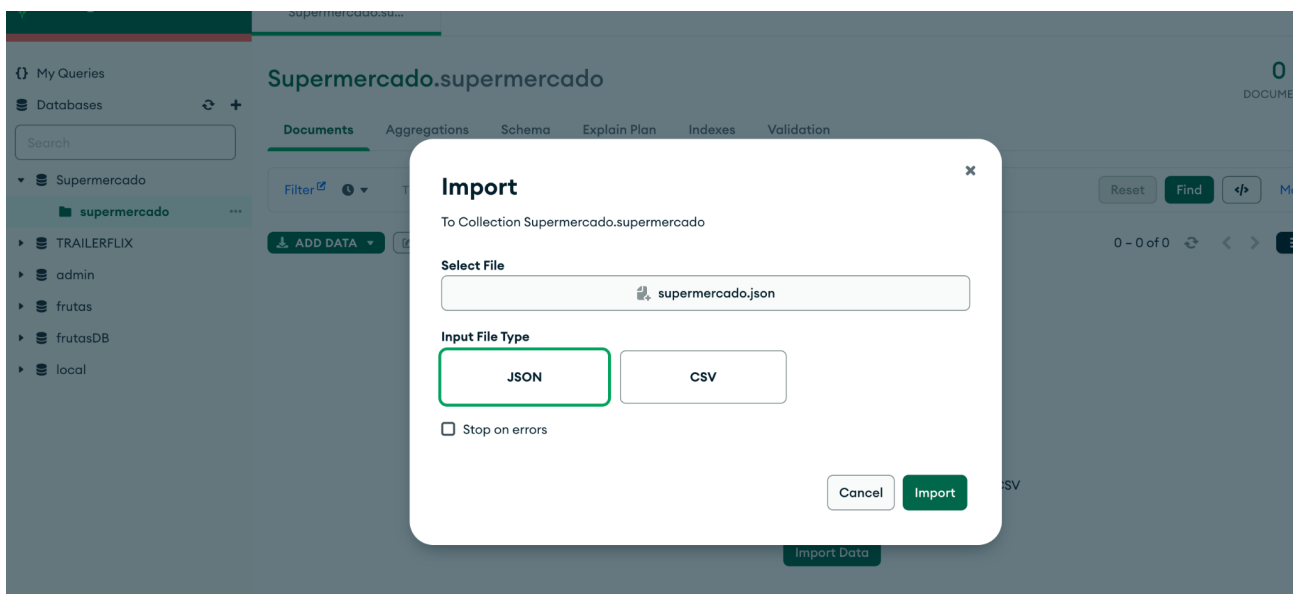 Supermercado.su...
My Queries
Databases
Search
Supermercado
supermercado
TRAILERFLIX
admin
frutas
frutasDB
local
Supermercado.supermercado
0
DOCUME
Documents Aggregations Schema Explain Plan Indexes Validation
Filter
Reset Find </>
ADD DATA
0 – 0 of 0
Import
To Collection Supermercado.supermercado
Select File
supermercado.json
Input File Type
JSON CSV
Stop on errors
Cancel Import
CSV
Import Data